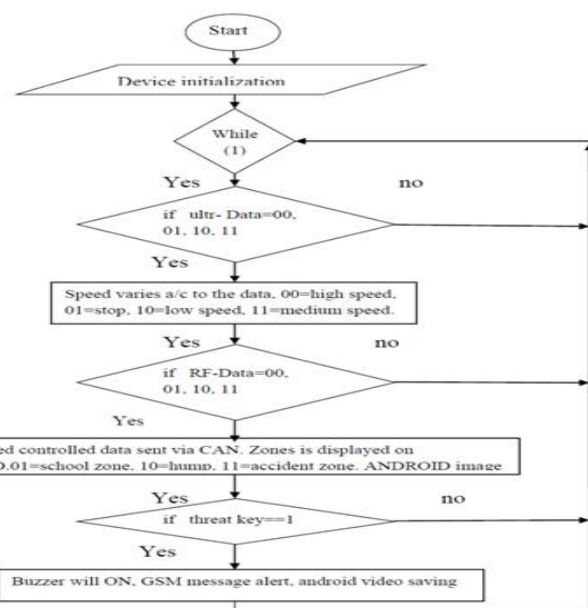 Start
Device initialization
While
(1)
Yes
no
if ultr- Data=00,
01, 10, 11
Yes
Speed varies a/c to the data, 00=high speed,
01=stop, 10=low speed, 11=medium speed.
Yes
no
if RF-Data=00,
01, 10, 11
Yes
controlled data sent via CAN. Zones is displayed on
01=school zone, 10=hump, 11=accident zone. ANDROID image
Yes
no
if threat key==1
Yes
Buzzer will ON, GSM message alert, android video saving